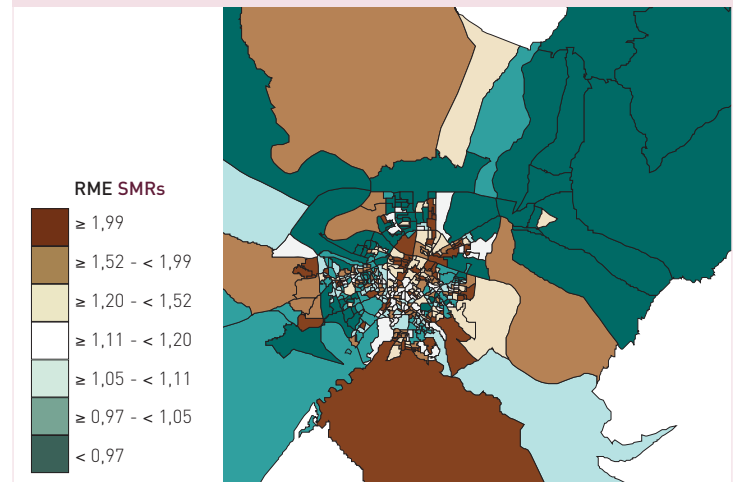 RME SMRs
≥ 1,99
≥ 1,52 - < 1,99
≥ 1,20 - < 1,52
≥ 1,11 - < 1,20
≥ 1,05 - < 1,11
≥ 0,97 - < 1,05
< 0,97